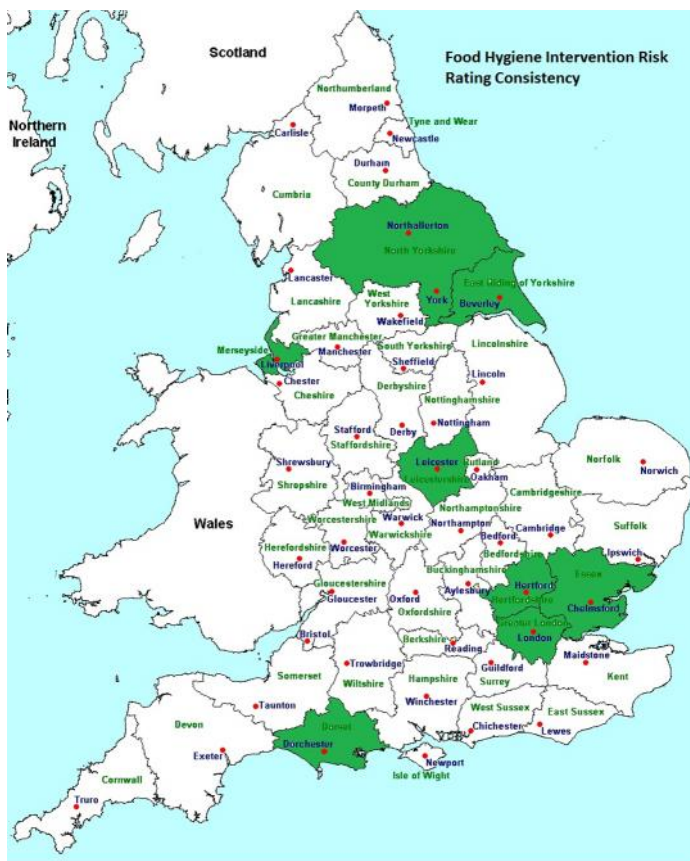 Scotland
Food Hygiene Intervention Risk
Rating Consistency
Northumberland
Morpeth
Northern
Ireland
Carlisle
Tyne and Wear
Newcastle
Durham
County Durham
Cumbria
Northallerton
North Yorkshire
Lancaster
East Riding of Yorkshire
Lancashire
West
Yorkshire
York
Beverley
Wakefield
Greater Manchester
South Yorkshire
Lincolnshire
Merseyside
Manchester
Liverpool
Sheffield
Chester
Derbyshire
Lincoln
Cheshire
Nottinghamshire
Stafford
Derby
Nottingham
Staffordshire
Norfolk
Shrewsbury
Leicester
Rutland
Norwich
Leicestershire
Oakham
Shropshire
Birmingham
Cambridgeshire
West Midlands
Northamptonshire
Suffolk
Wales
Worcestershire
Warwick
Northampton
Cambridge
Warwickshire
Bedford
Herefordshire
Worcester
Bedfordshire
Ipswich
Hereford
Buckinghamshire
Essex
Gloucestershire
Aylesbury
Hertford
Gloucester
Oxford
Hertfordshire
Chelmsford
Oxfordshire
Greater London
Bristol
Berkshire
London
Reading
Maidstone
Trowbridge
Guildford
Somerset
Wiltshire
Hampshire
Surrey
Kent
Taunton
Winchester
West Sussex
East Sussex
Devon
Dorset
Chichester
Lewes
Exeter
Dorchester
Newport
Cornwall
Isle of Wight
Truro